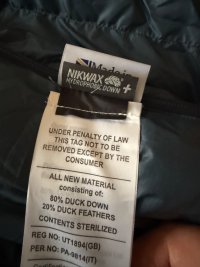 Made in
NIKWAX
HYDROPHOBIC DOWN +
UNDER PENALTY OF LAW
THIS TAG NOT TO BE
REMOVED EXCEPT BY THE
CONSUMER
ALL NEW MATERIAL
consisting of:
80% DUCK DOWN
20% DUCK FEATHERS
CONTENTS STERILIZED
REG NO: UT1894(GB)
PER NO: PA-9814(IT)